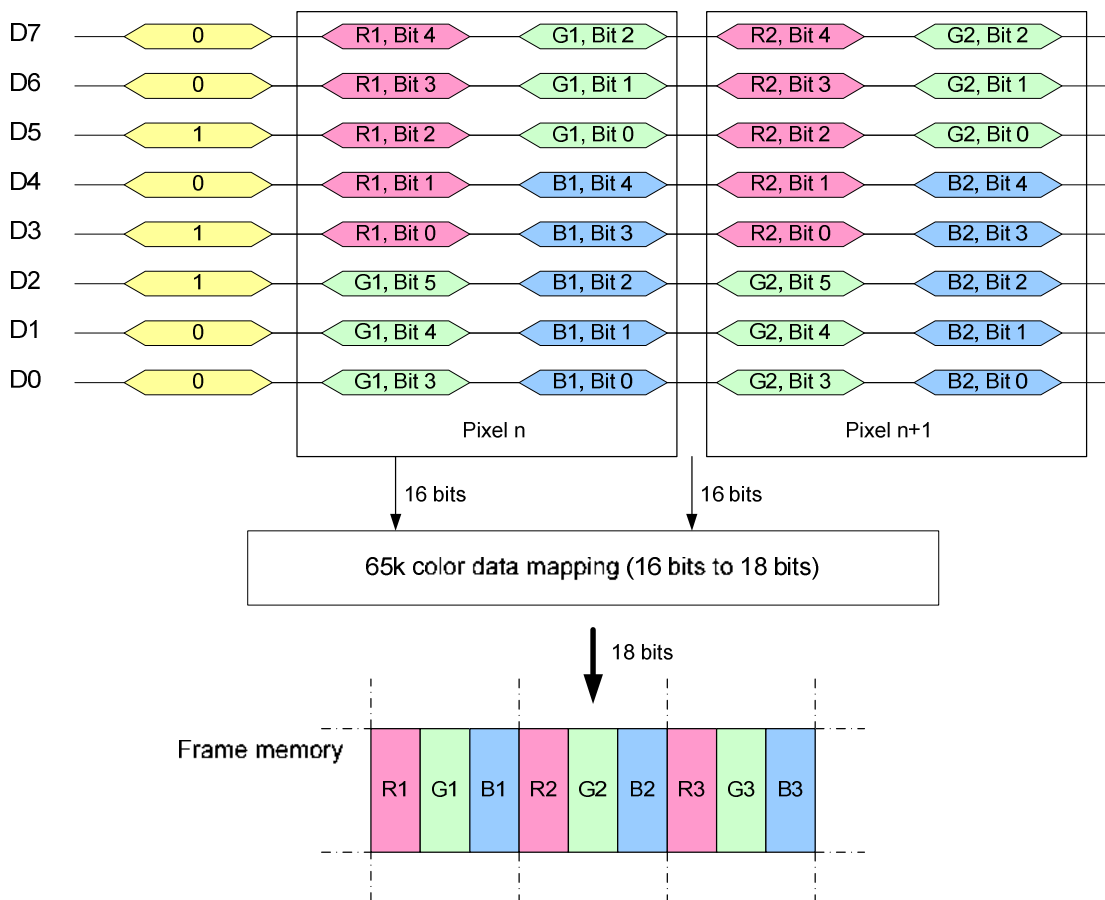 D7 0 R1, Bit 4 G1, Bit 2 R2, Bit 4 G2, Bit 2
D6 0 R1, Bit 3 G1, Bit 1 R2, Bit 3 G2, Bit 1
D5 1 R1, Bit 2 G1, Bit 0 R2, Bit 2 G2, Bit 0
D4 0 R1, Bit 1 B1, Bit 4 R2, Bit 1 B2, Bit 4
D3 1 R1, Bit 0 B1, Bit 3 R2, Bit 0 B2, Bit 3
D2 1 G1, Bit 5 B1, Bit 2 G2, Bit 5 B2, Bit 2
D1 0 G1, Bit 4 B1, Bit 1 G2, Bit 4 B2, Bit 1
D0 0 G1, Bit 3 B1, Bit 0 G2, Bit 3 B2, Bit 0
Pixel n Pixel n+1
16 bits 16 bits
65k color data mapping (16 bits to 18 bits)
18 bits
Frame memory
R1 G1 B1 R2 G2 B2 R3 G3 B3